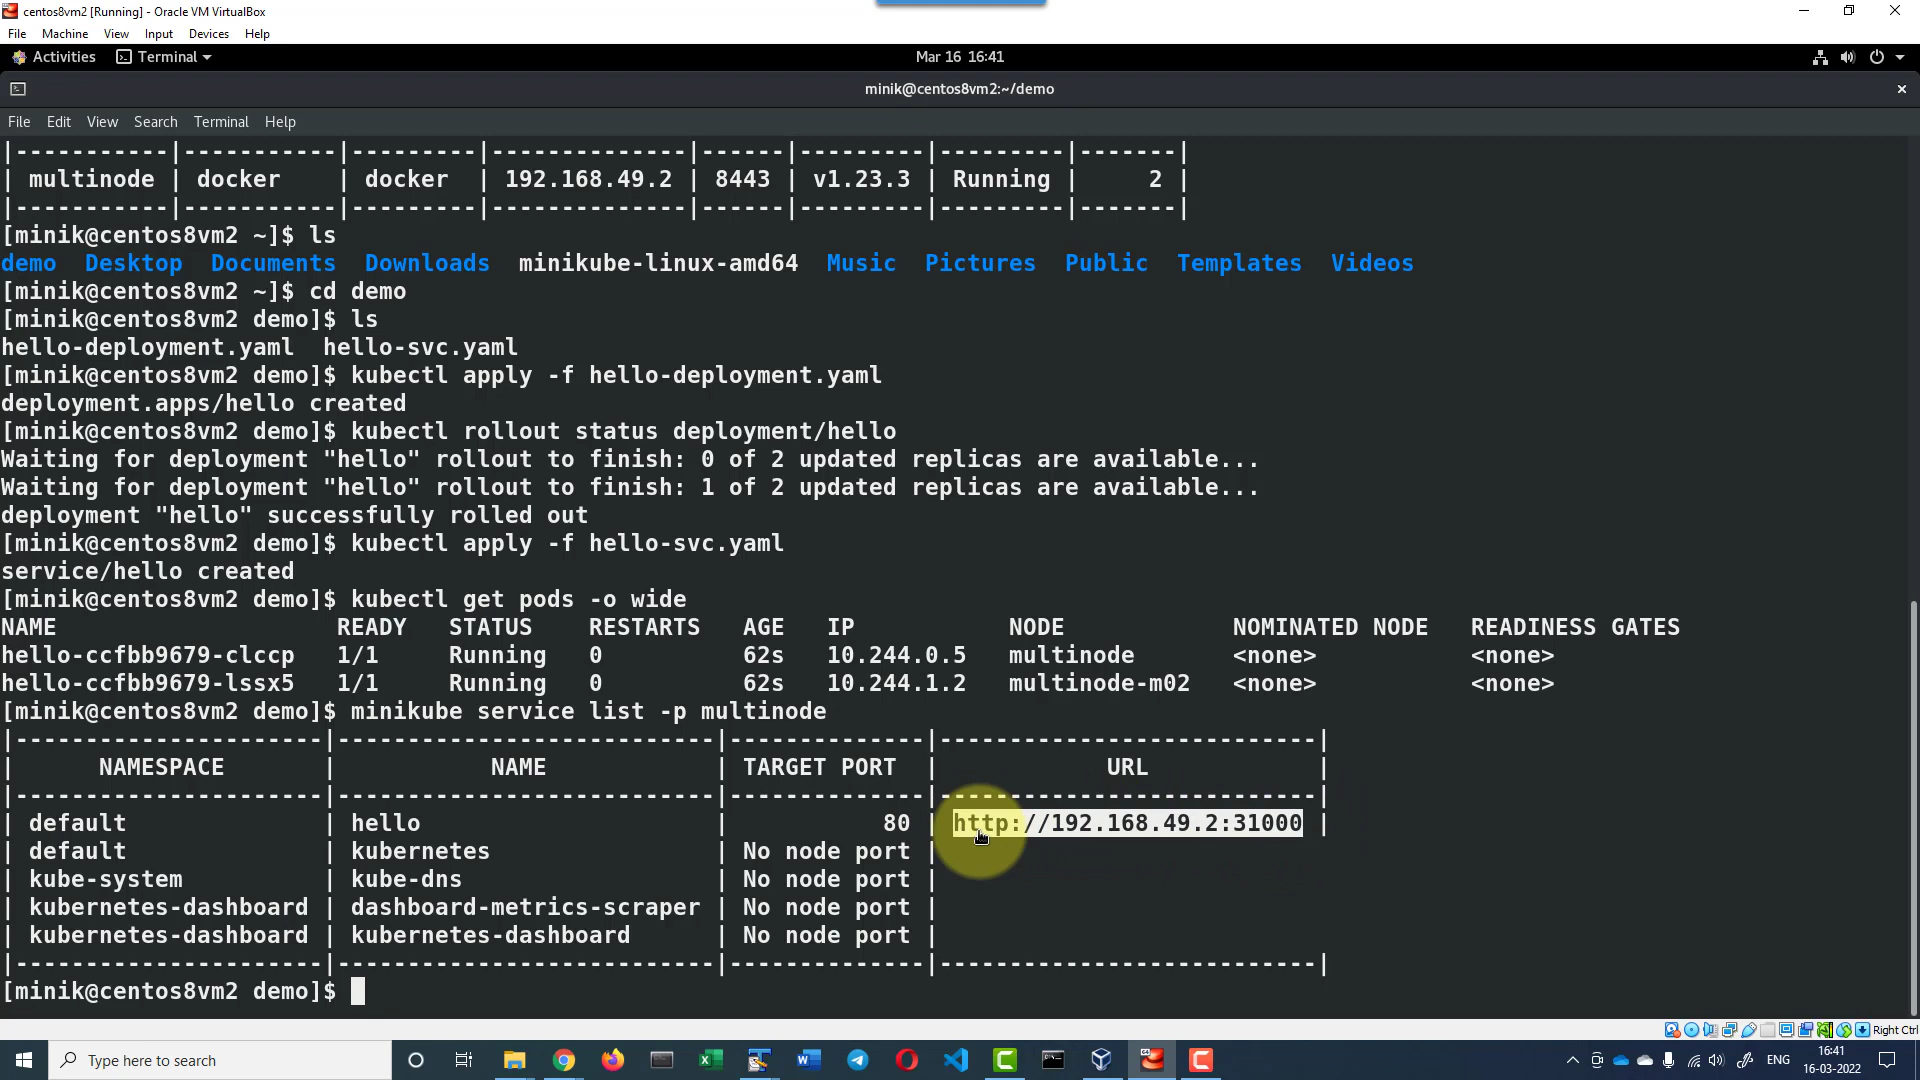 centos8vm2 [Running] - Oracle VM VirtualBox
File Machine View Input Devices Help
Activities Terminal Mar 16 16:41
minik@centos8vm2:~/demo
File Edit View Search Terminal Help
|-----------|-----------|---------|--------------|------|---------|---------|-------|
| multinode | docker | docker | 192.168.49.2 | 8443 | v1.23.3 | Running | 2 |
|-----------|-----------|---------|--------------|------|---------|---------|-------|
[minik@centos8vm2 ~]$ ls
demo Desktop Documents Downloads minikube-linux-amd64 Music Pictures Public Templates Videos
[minik@centos8vm2 ~]$ cd demo
[minik@centos8vm2 demo]$ ls
hello-deployment.yaml hello-svc.yaml
[minik@centos8vm2 demo]$ kubectl apply -f hello-deployment.yaml
deployment.apps/hello created
[minik@centos8vm2 demo]$ kubectl rollout status deployment/hello
Waiting for deployment "hello" rollout to finish: 0 of 2 updated replicas are available...
Waiting for deployment "hello" rollout to finish: 1 of 2 updated replicas are available...
deployment "hello" successfully rolled out
[minik@centos8vm2 demo]$ kubectl apply -f hello-svc.yaml
service/hello created
[minik@centos8vm2 demo]$ kubectl get pods -o wide
NAME READY STATUS RESTARTS AGE IP NODE NOMINATED NODE READINESS GATES
hello-ccfbb9679-clccp 1/1 Running 0 62s 10.244.0.5 multinode <none> <none>
hello-ccfbb9679-lssx5 1/1 Running 0 62s 10.244.1.2 multinode-m02 <none> <none>
[minik@centos8vm2 demo]$ minikube service list -p multinode
|----------------------|---------------------------|--------------|---------------------------|
| NAMESPACE | NAME | TARGET PORT | URL |
|----------------------|---------------------------|--------------|---------------------------|
| default | hello | 80 | http://192.168.49.2:31000 |
| default | kubernetes | No node port |
| kube-system | kube-dns | No node port |
| kubernetes-dashboard | dashboard-metrics-scraper | No node port |
| kubernetes-dashboard | kubernetes-dashboard | No node port |
|----------------------|---------------------------|--------------|---------------------------|
[minik@centos8vm2 demo]$
Right Ctrl
Type here to search
ENG
16:41
16-03-2022